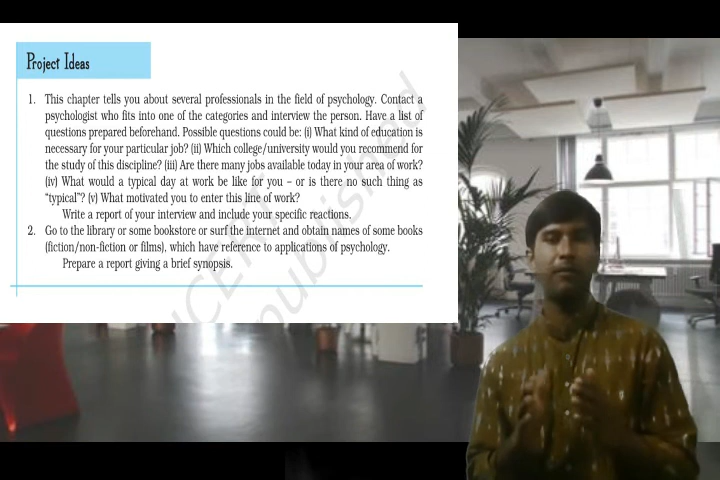 Project Ideas
1. This chapter tells you about several professionals in the field of psychology. Contact a
psychologist who fits into one of the categories and interview the person. Have a list of
questions prepared beforehand. Possible questions could be: (i) What kind of education is
necessary for your particular job? (ii) Which college/university would you recommend for
the study of this discipline? (iii) Are there many jobs available today in your area of work?
(iv) What would a typical day at work be like for you – or is there no such thing as
“typical”? (v) What motivated you to enter this line of work?
Write a report of your interview and include your specific reactions.
2. Go to the library or some bookstore or surf the internet and obtain names of some books
(fiction/non-fiction or films), which have reference to applications of psychology.
Prepare a report giving a brief synopsis.
NCERT
published